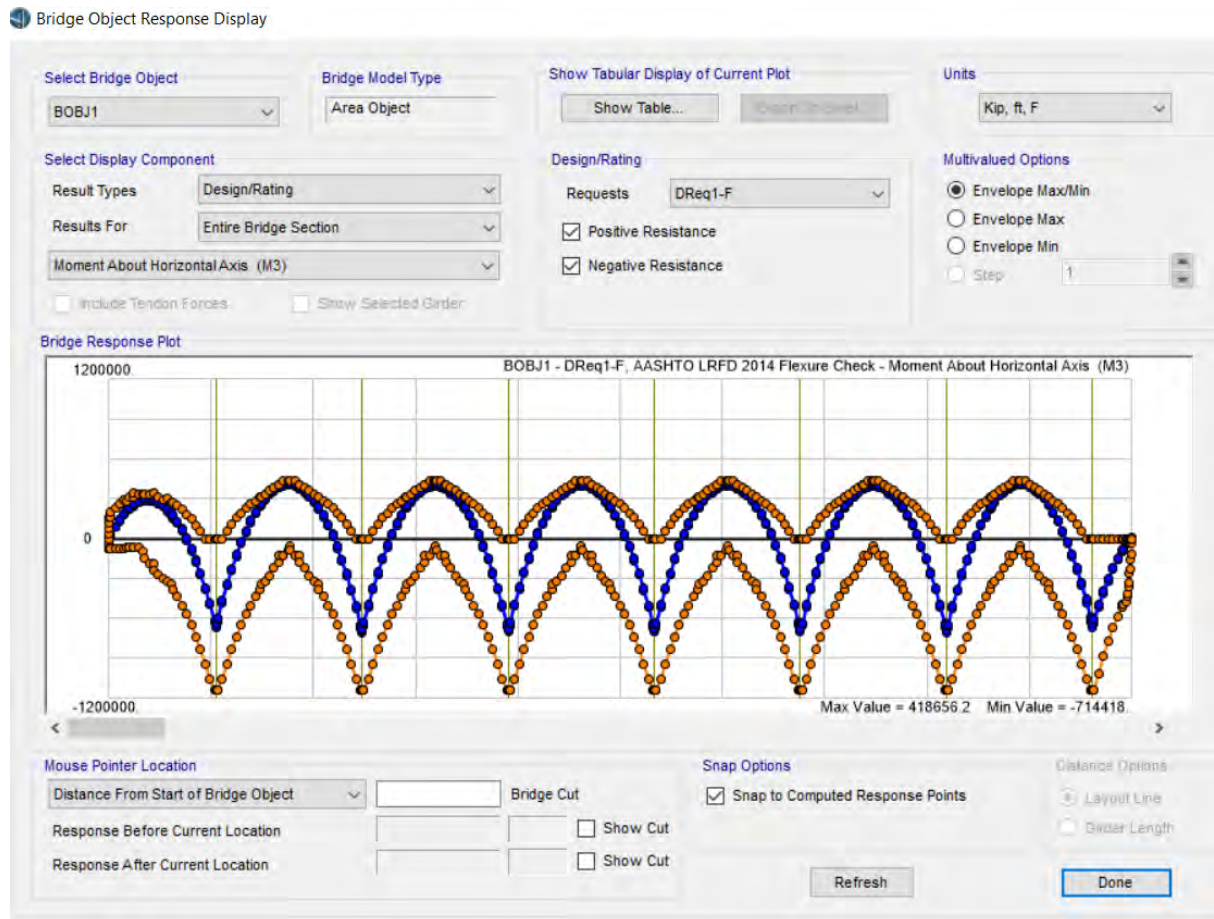 Bridge Object Response Display
Select Bridge Object
BOBJ1
Bridge Model Type
Area Object
Show Tabular Display of Current Plot
Show Table...
Units
Kip, ft, F
Select Display Component
Result Types
Design/Rating
Results For
Entire Bridge Section
Moment About Horizontal Axis (M3)
Include Tendon Forces
Show Selected Girder
Design/Rating
Requests
DReq1-F
Positive Resistance
Negative Resistance
Multivalued Options
Envelope Max/Min
Envelope Max
Envelope Min
Step
1
Bridge Response Plot
1200000
BOBJ1 - DReq1-F, AASHTO LRFD 2014 Flexure Check - Moment About Horizontal Axis (M3)
0
-1200000
Max Value = 418656.2 Min Value = -714418.
Mouse Pointer Location
Distance From Start of Bridge Object
Bridge Cut
Response Before Current Location
Show Cut
Response After Current Location
Show Cut
Snap Options
Snap to Computed Response Points
Distance Options
Layout Line
Girder Length
Refresh
Done